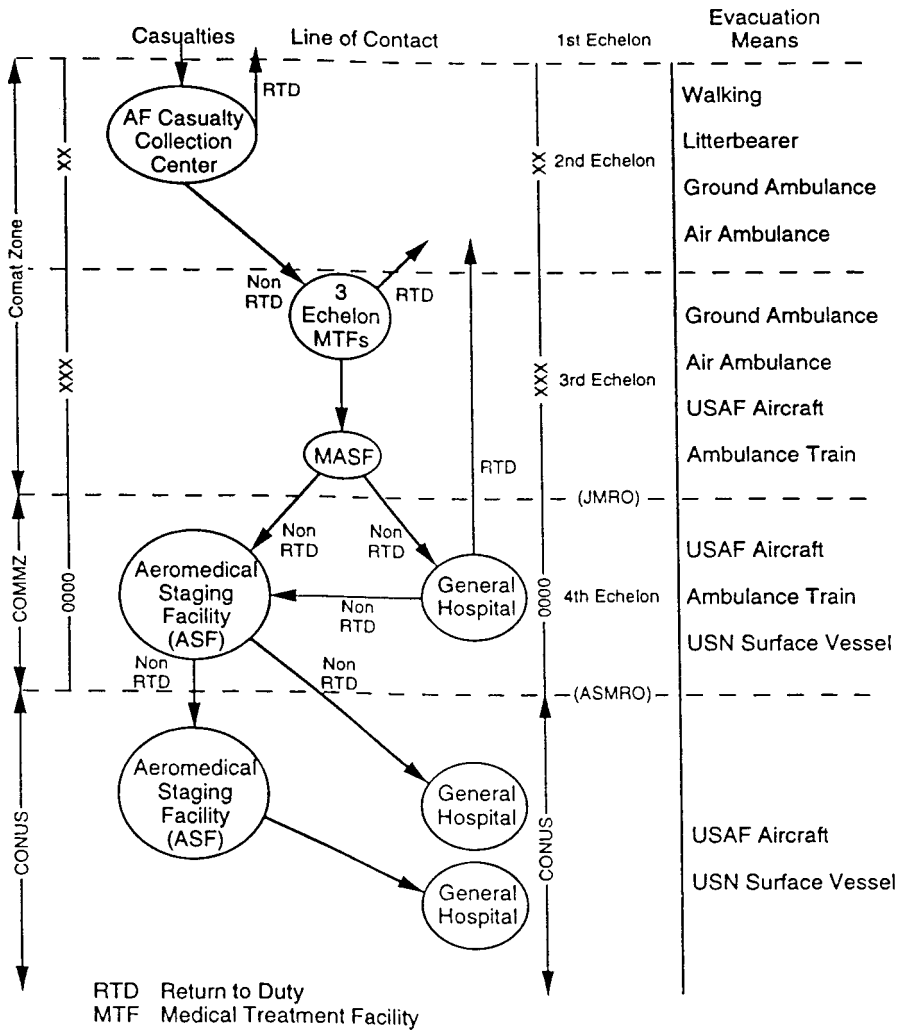 Evacuation
Means
Casualties
Line of Contact
1st Echelon
RTD
AF Casualty
Collection
Center
XX
XX
2nd Echelon
Walking
Litterbearer
Ground Ambulance
Air Ambulance
Comat Zone
Non
RTD
3
Echelon
MTFs
RTD
XXX
XXX
3rd Echelon
Ground Ambulance
Air Ambulance
USAF Aircraft
Ambulance Train
MASF
RTD
(JMRO)
COMMZ
0000
Non
RTD
Non
RTD
Aeromedical
Staging
Facility
(ASF)
Non
RTD
General
Hospital
0000
4th Echelon
USAF Aircraft
Ambulance Train
USN Surface Vessel
Non
RTD
Non
RTD
(ASMRO)
CONUS
Aeromedical
Staging
Facility
(ASF)
General
Hospital
General
Hospital
CONUS
USAF Aircraft
USN Surface Vessel
RTD Return to Duty
MTF Medical Treatment Facility